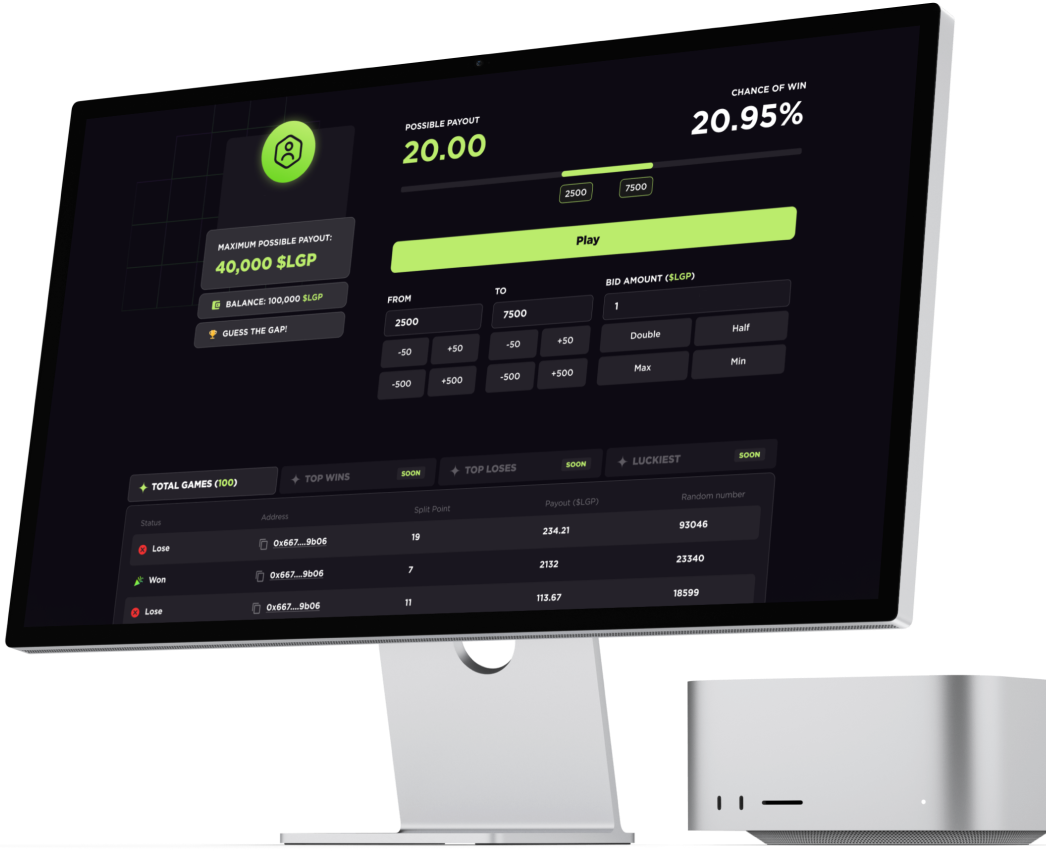 POSSIBLE PAYOUT
20.00
CHANCE OF WIN
20.95%
2500
7500
Play
MAXIMUM POSSIBLE PAYOUT:
40,000 $LGP
BALANCE: 100,000 $LGP
GUESS THE GAP!
FROM
TO
BID AMOUNT ($LGP)
2500
7500
1
-50
+50
-50
+50
Double
Half
-500
+500
-500
+500
Max
Min
TOTAL GAMES (100)
TOP WINS
SOON
TOP LOSES
SOON
LUCKIEST
SOON
Status
Address
Split Point
Payout ($LGP)
Random number
Lose
0x667....9b06
19
234.21
93046
Won
0x667....9b06
7
2132
23340
Lose
0x667....9b06
11
113.67
18599